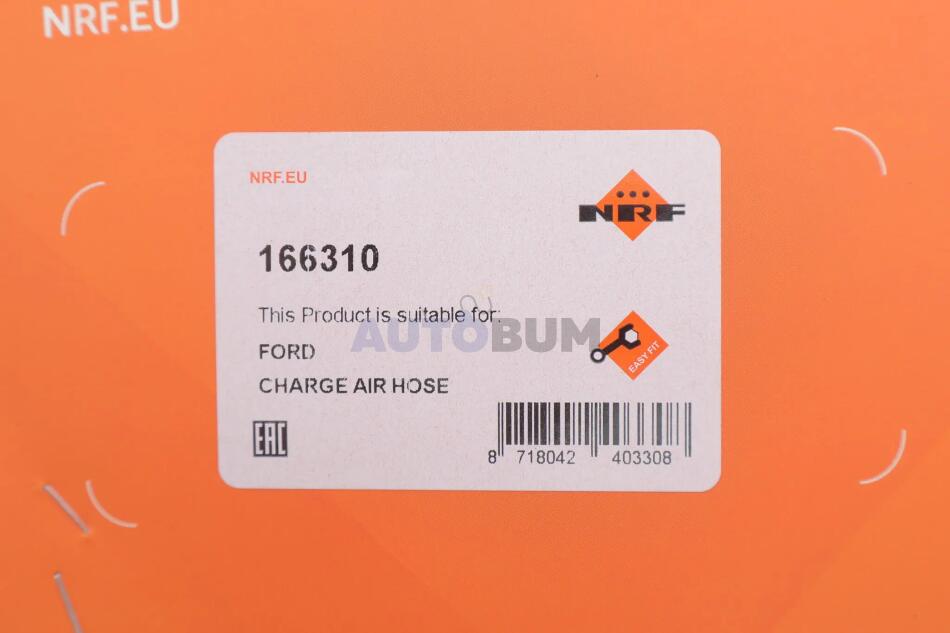 NRF.EU
NRF.EU
NRF
166310
This Product is suitable for:
AUTOBUM
FORD
EASY FIT
CHARGE AIR HOSE
EAC
8 718042 403308